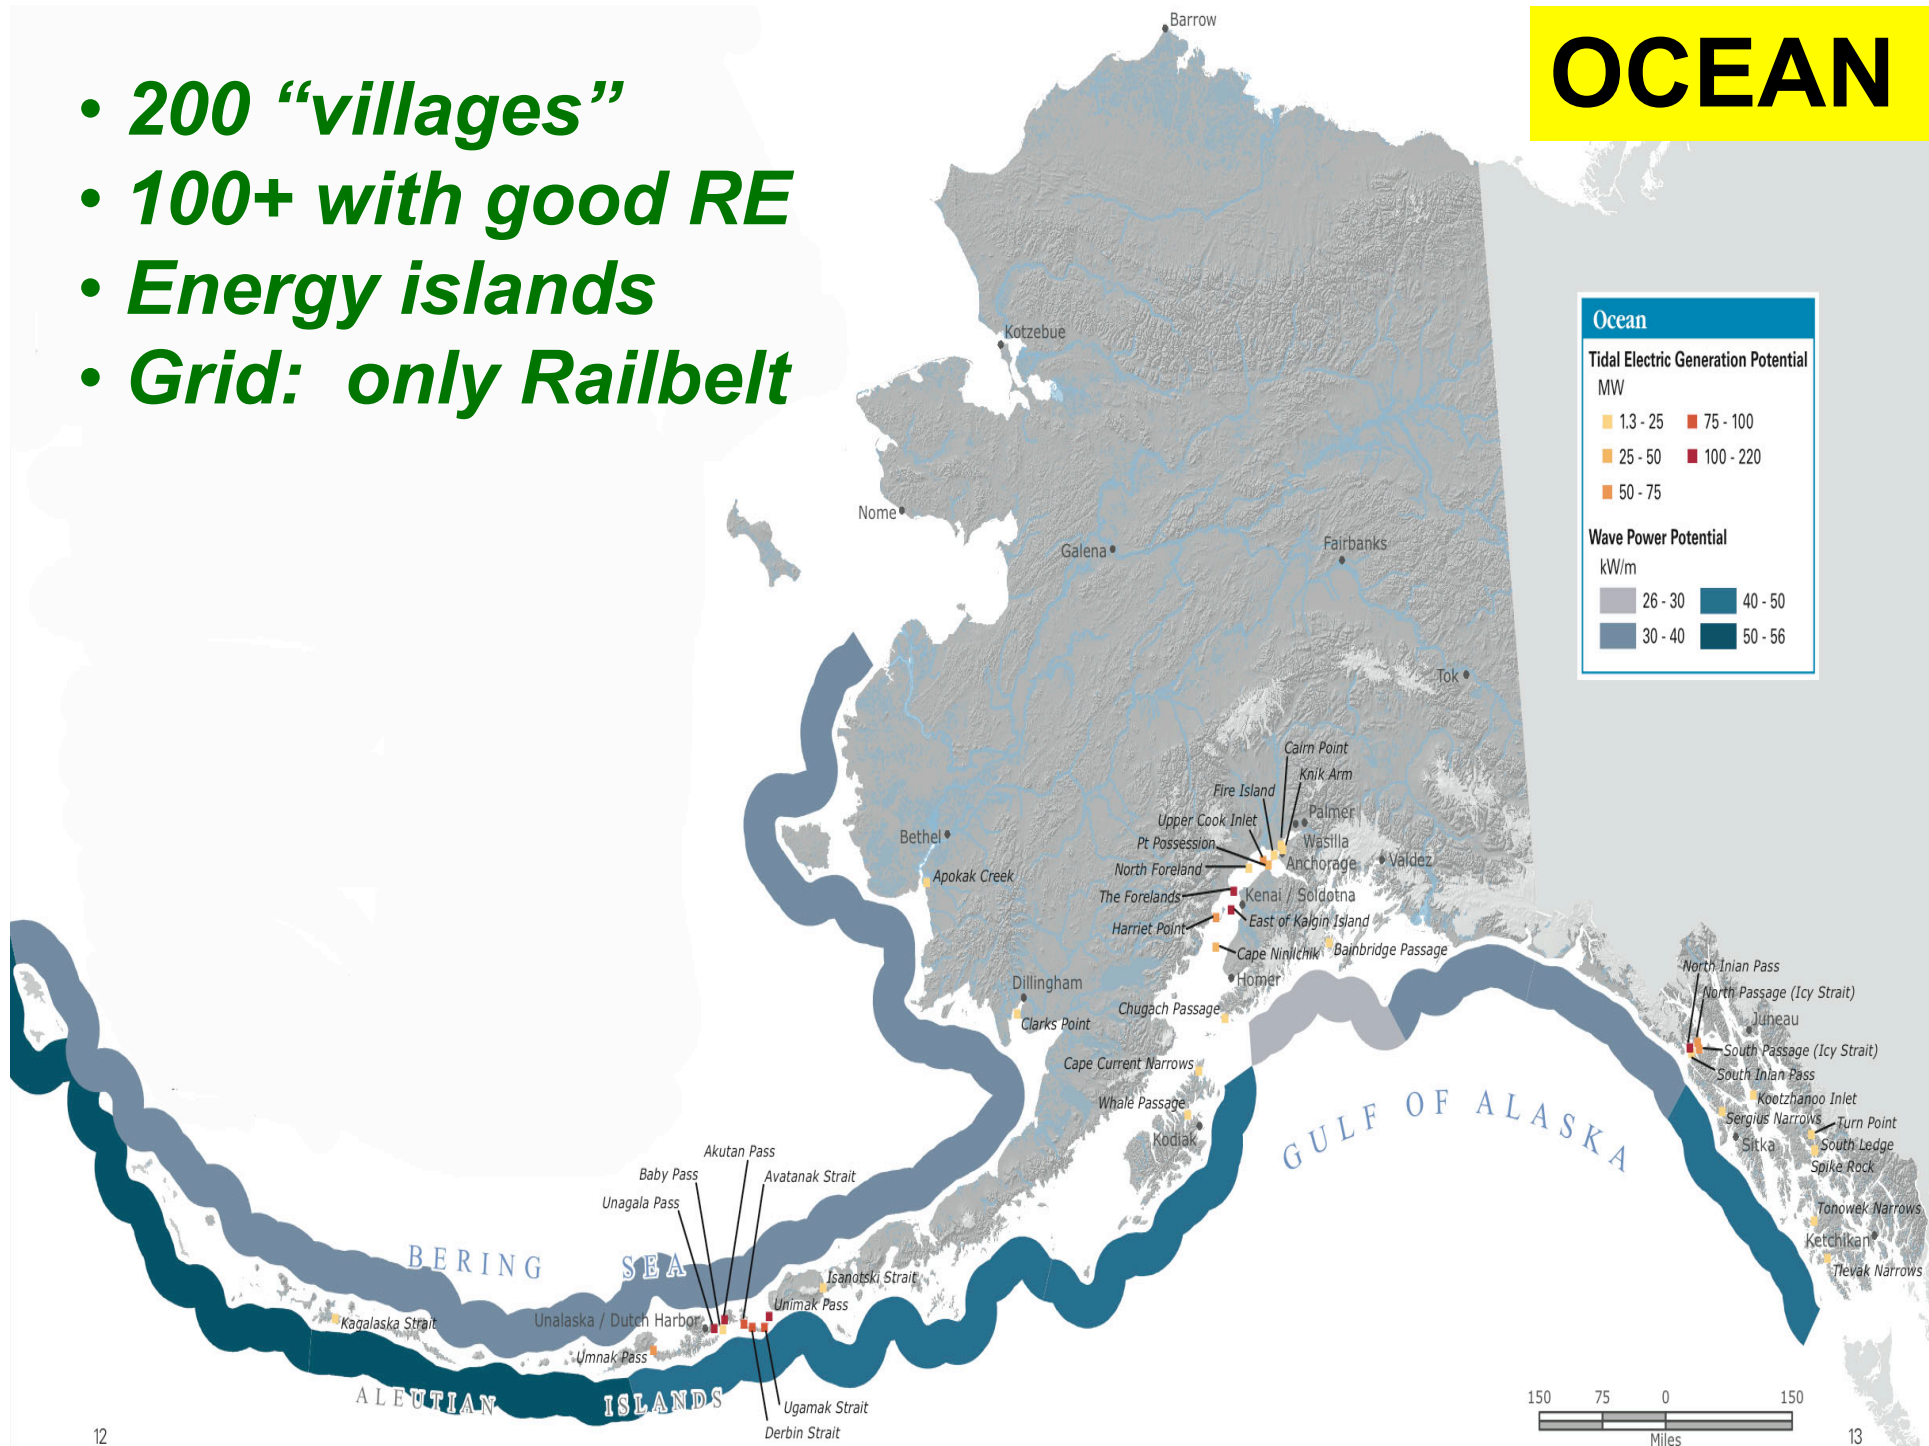 OCEAN
• 200 “villages”
• 100+ with good RE
• Energy islands
• Grid: only Railbelt
Barrow
Kotzebue
Nome
Galena
Fairbanks
Tok
Ocean
Tidal Electric Generation Potential
MW
1.3 - 25
75 - 100
25 - 50
100 - 220
50 - 75
Wave Power Potential
kW/m
26 - 30
40 - 50
30 - 40
50 - 56
Cairn Point
Knik Arm
Fire Island
Palmer
Upper Cook Inlet
Wasilla
Pt Possession
Anchorage
Valdez
North Foreland
Bethel
Apokak Creek
The Forelands
Kenai / Soldotna
East of Kalgin Island
Harriet Point
Cape Ninilchik
Bainbridge Passage
Homer
Dillingham
Clarks Point
Chugach Passage
Cape Current Narrows
Whale Passage
Kodiak
North Inian Pass
North Passage (Icy Strait)
Juneau
South Passage (Icy Strait)
South Inian Pass
Kootzhanoo Inlet
Sergius Narrows
Turn Point
Sitka
South Ledge
Spike Rock
Tonowek Narrows
Ketchikan
Tlevak Narrows
GULF OF ALASKA
Akutan Pass
Baby Pass
Avatanak Strait
Unagala Pass
BERING SEA
Isanotski Strait
Unimak Pass
Kagalaska Strait
Unalaska / Dutch Harbor
Umnak Pass
ALEUTIAN ISLANDS
Ugamak Strait
Derbin Strait
150 75 0 150
Miles
12
13